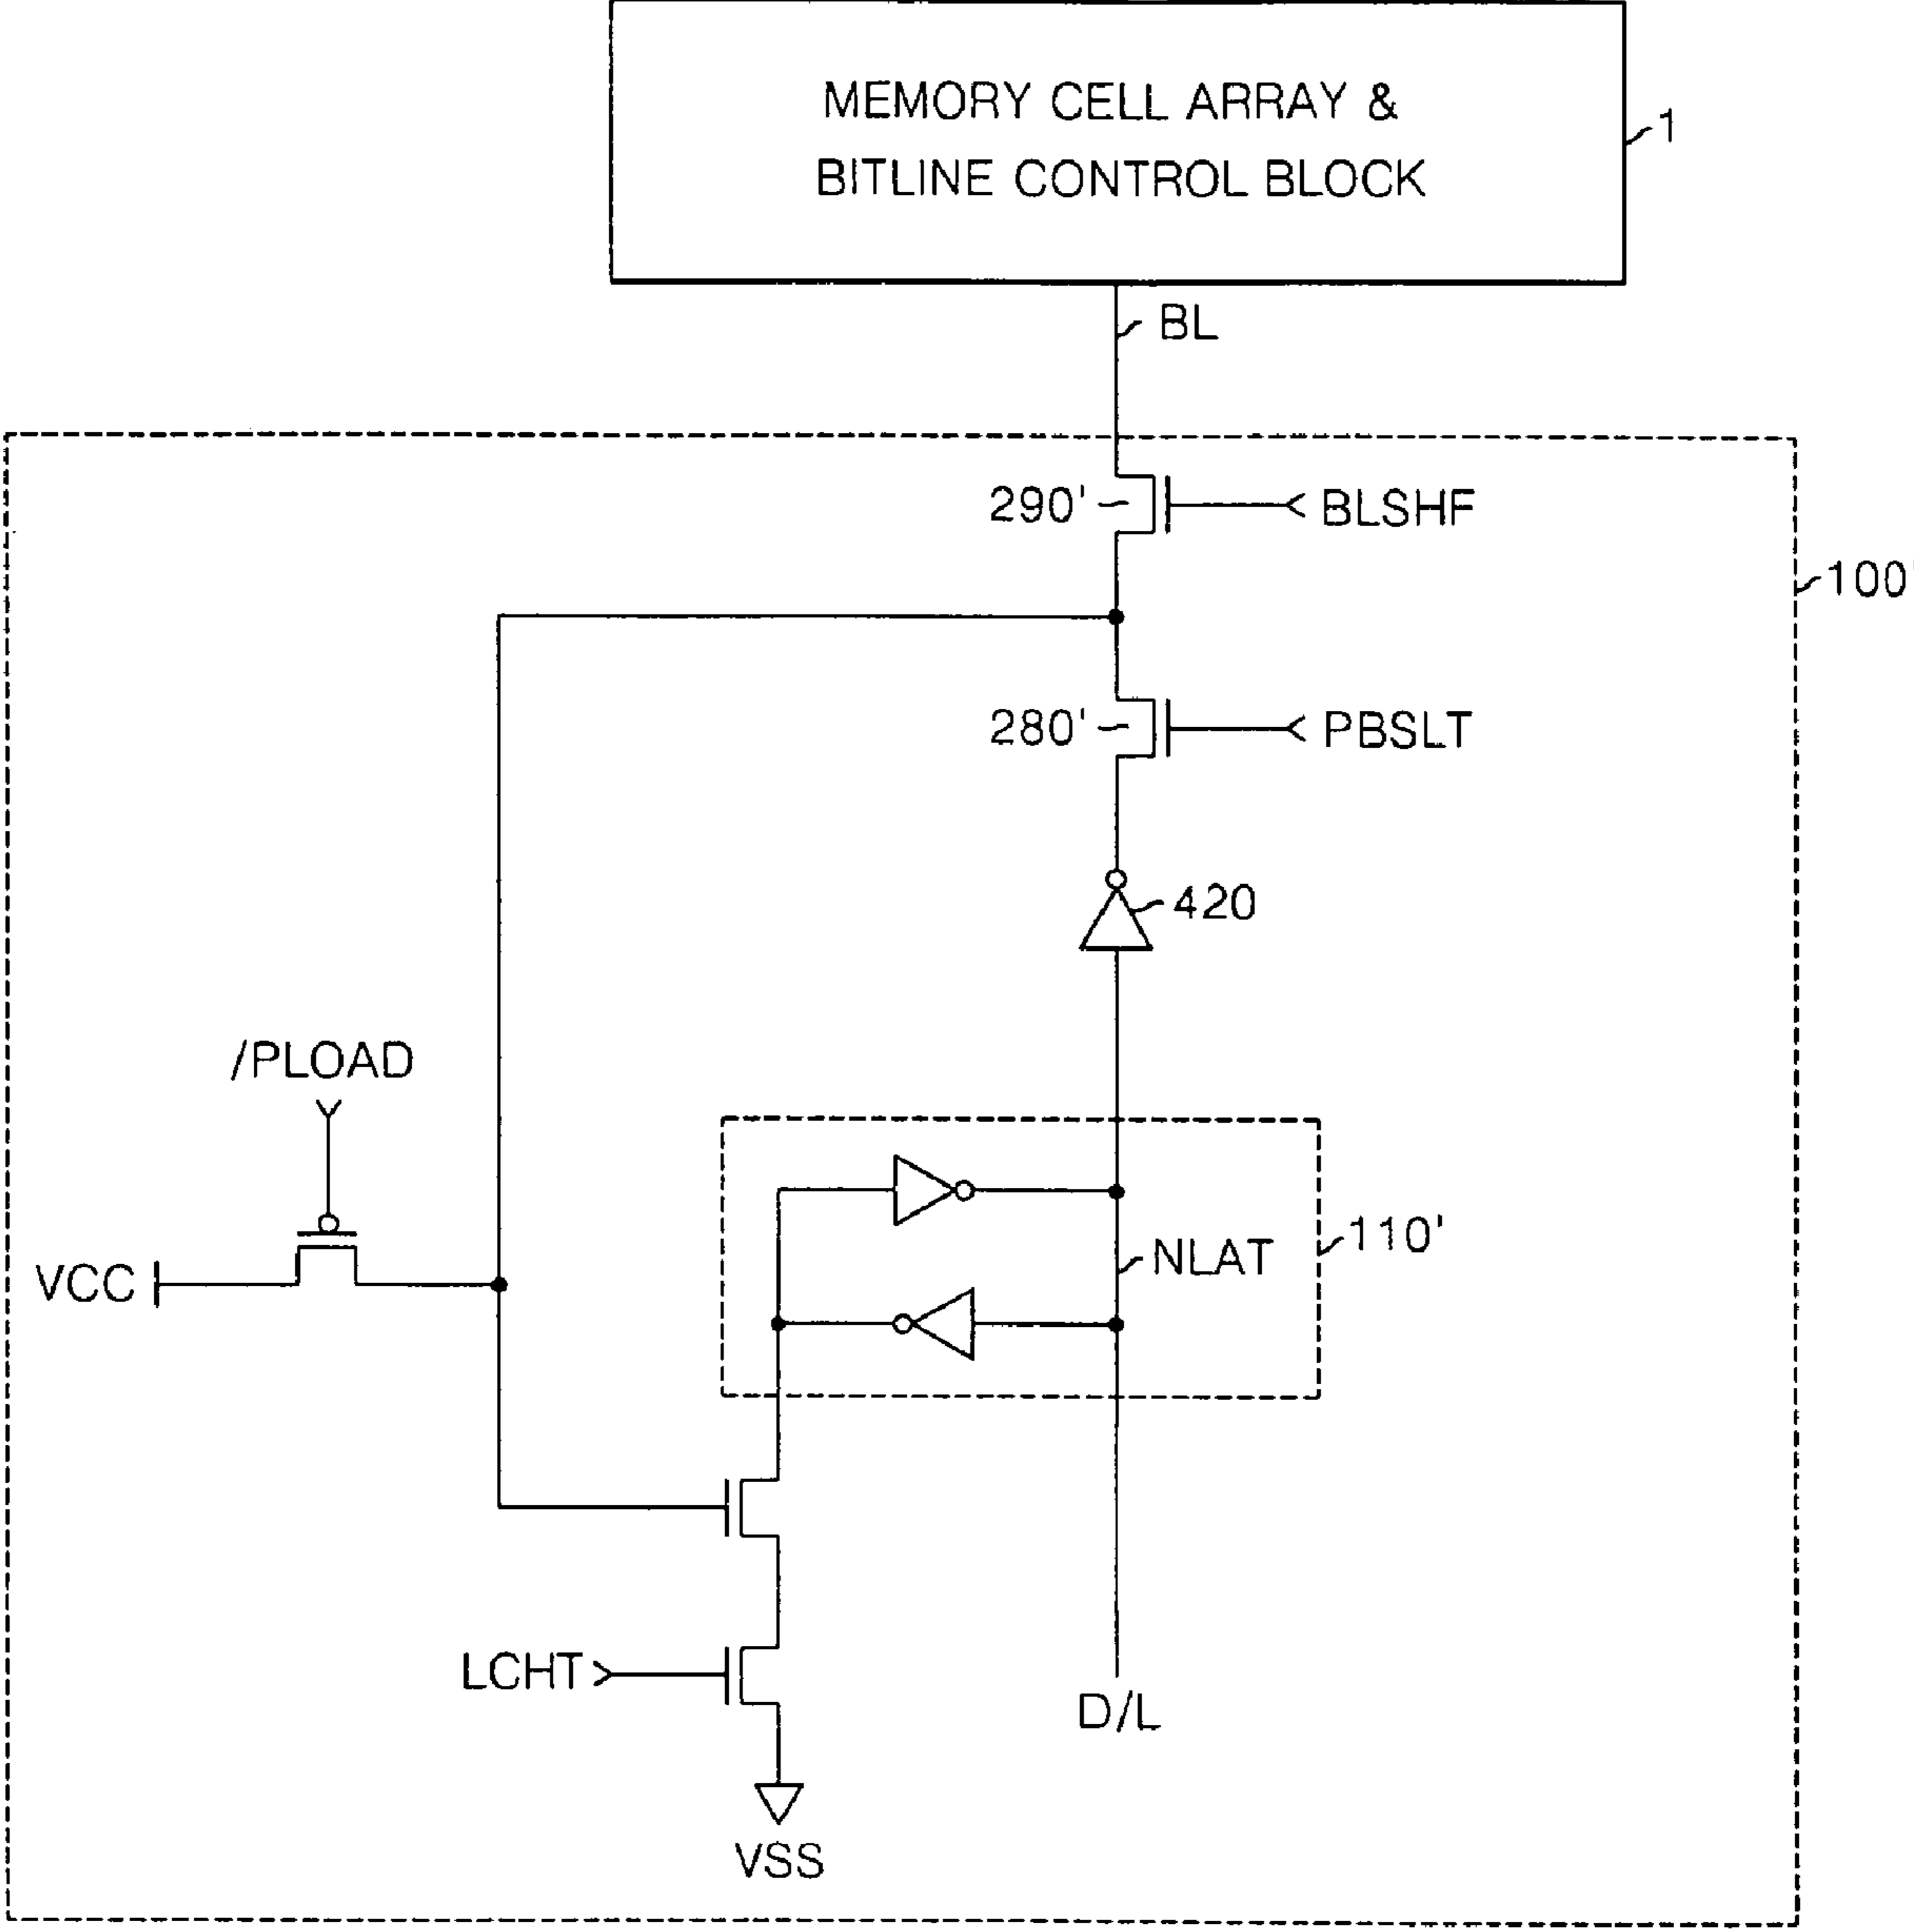 MEMORY CELL ARRAY &
BITLINE CONTROL BLOCK
1
BL
290'
BLSHF
100'
280'
PBSLT
420
/PLOAD
VCC
NLAT
110'
LCHT
D/L
VSS